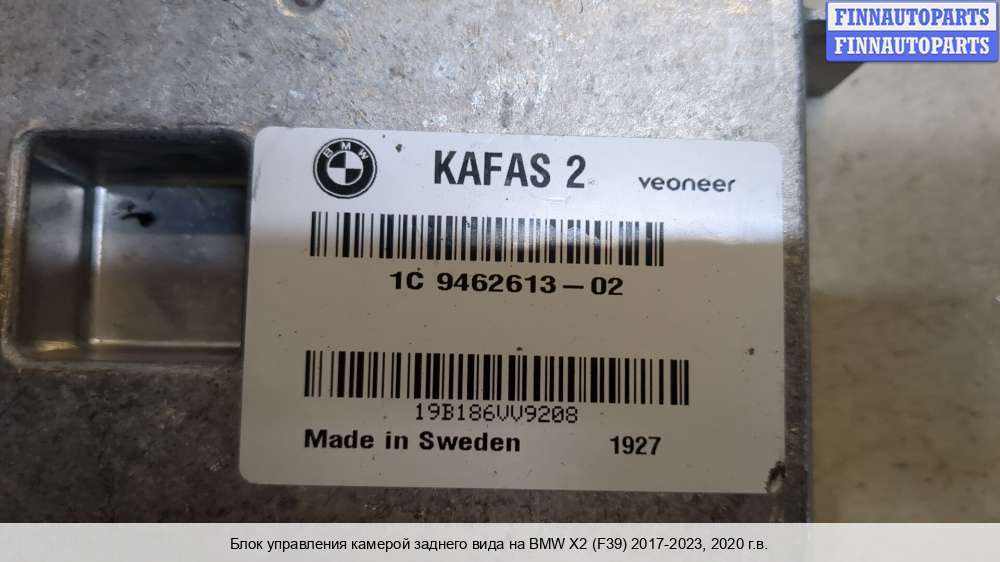 FINNAUTOPARTS
FINNAUTOPARTS
BMW
KAFAS 2
veoneer
1C 9462613-02
19B186VV9208
Made in Sweden 1927
Блок управления камерой заднего вида на BMW X2 (F39) 2017-2023, 2020 г.в.